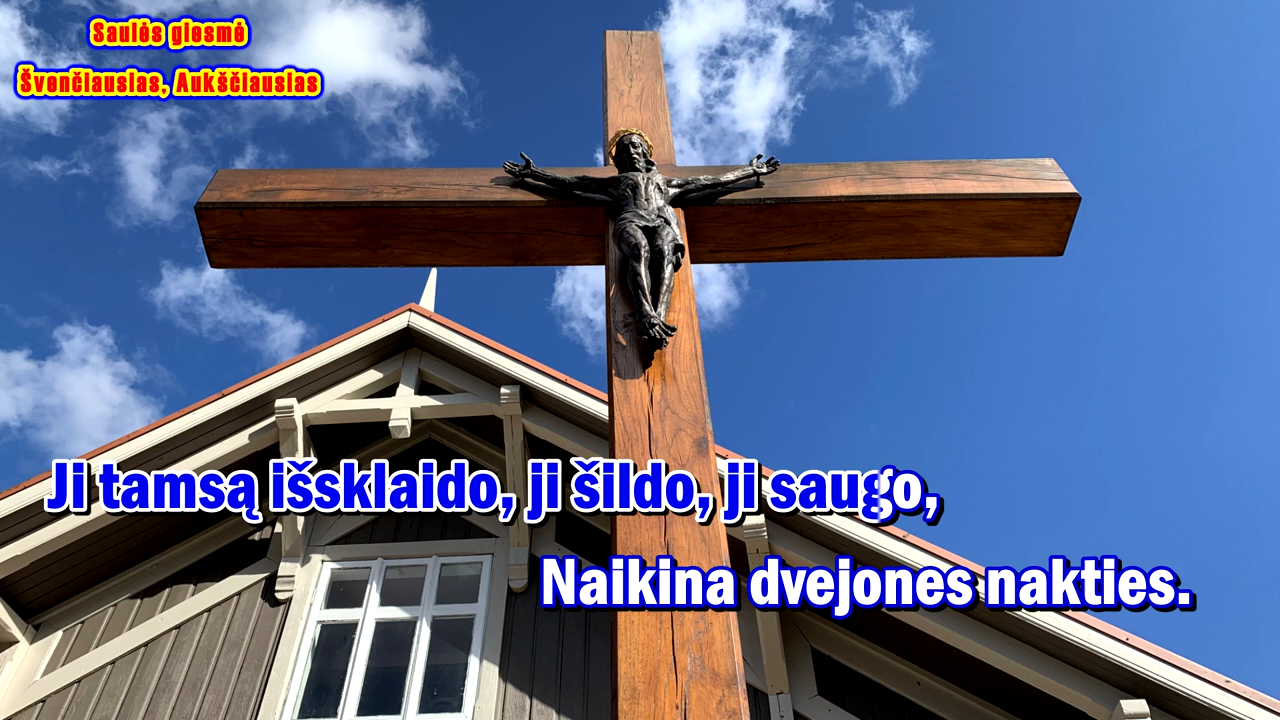 Saulės giesmė
Švenčiausias, Aukščiausias
Ji tamsą išsklaido, ji šildo, ji saugo,
Naikina dvejones nakties.